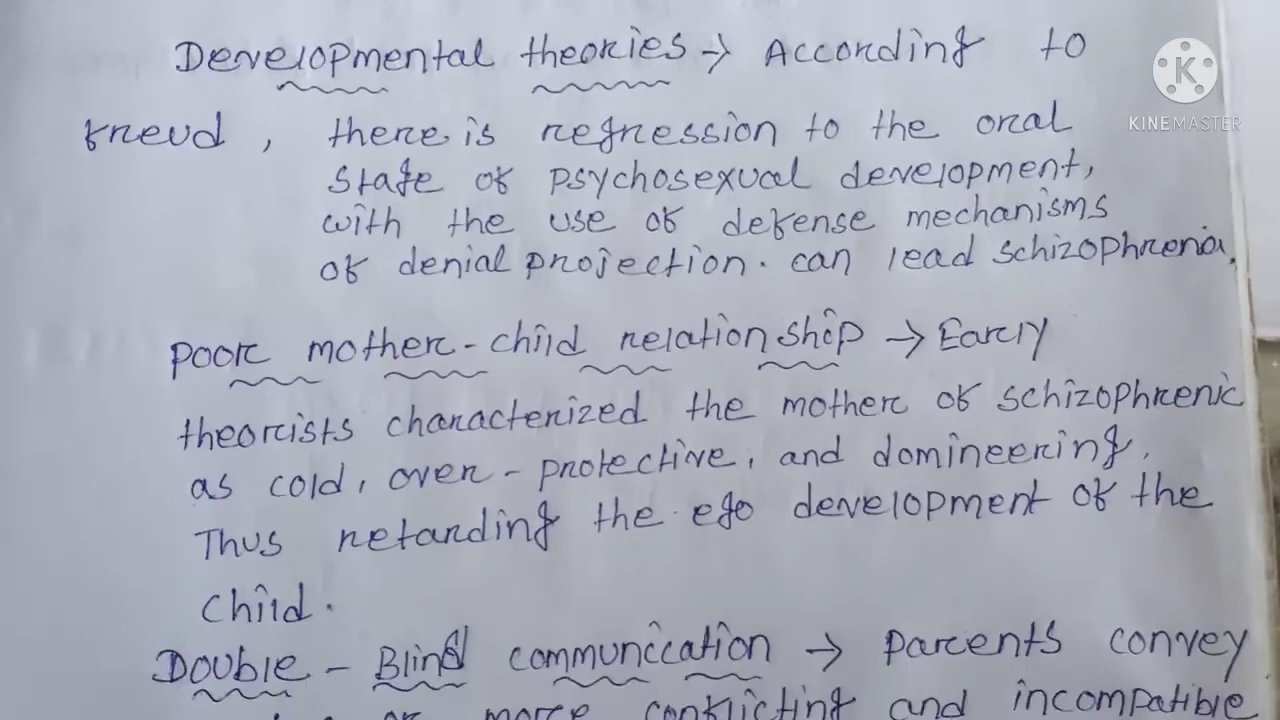 Developmental theories → According to
freud, there is regression to the oral
stage of psychosexual development,
with the use of defense mechanisms
of denial projection. can lead schizophrenia.
Poor mother-child relationship → Early
theorists characterized the mother of schizophrenic
as cold, over-protective, and domineering.
Thus retarding the ego development of the
child.
Double - Blind communication → Parents convey
or more conflicting and incompatible
K
KINEMASTER